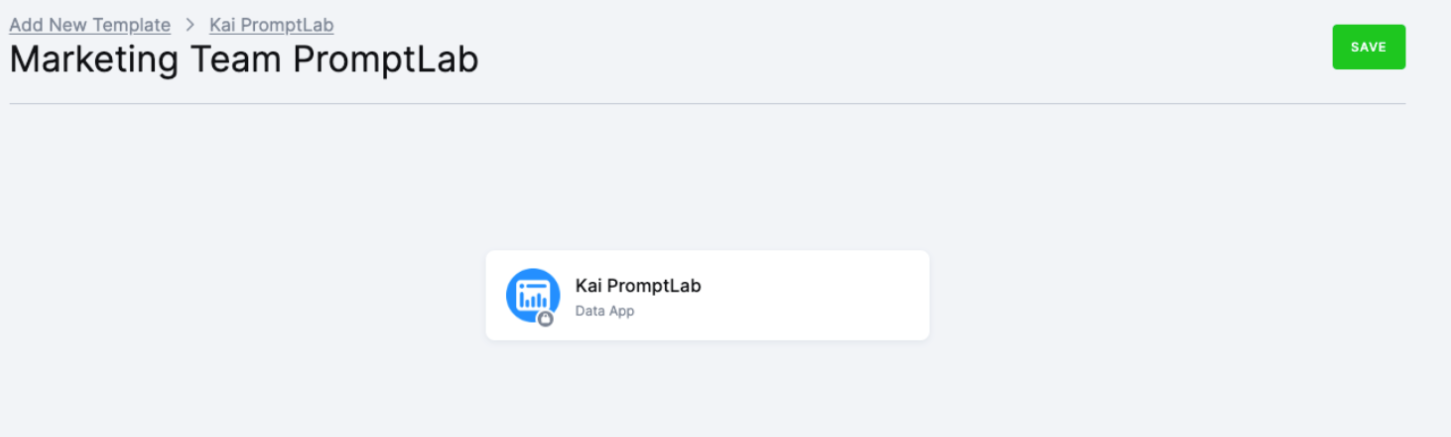 Add New Template > Kai PromptLab
Marketing Team PromptLab
SAVE
Kai PromptLab
Data App